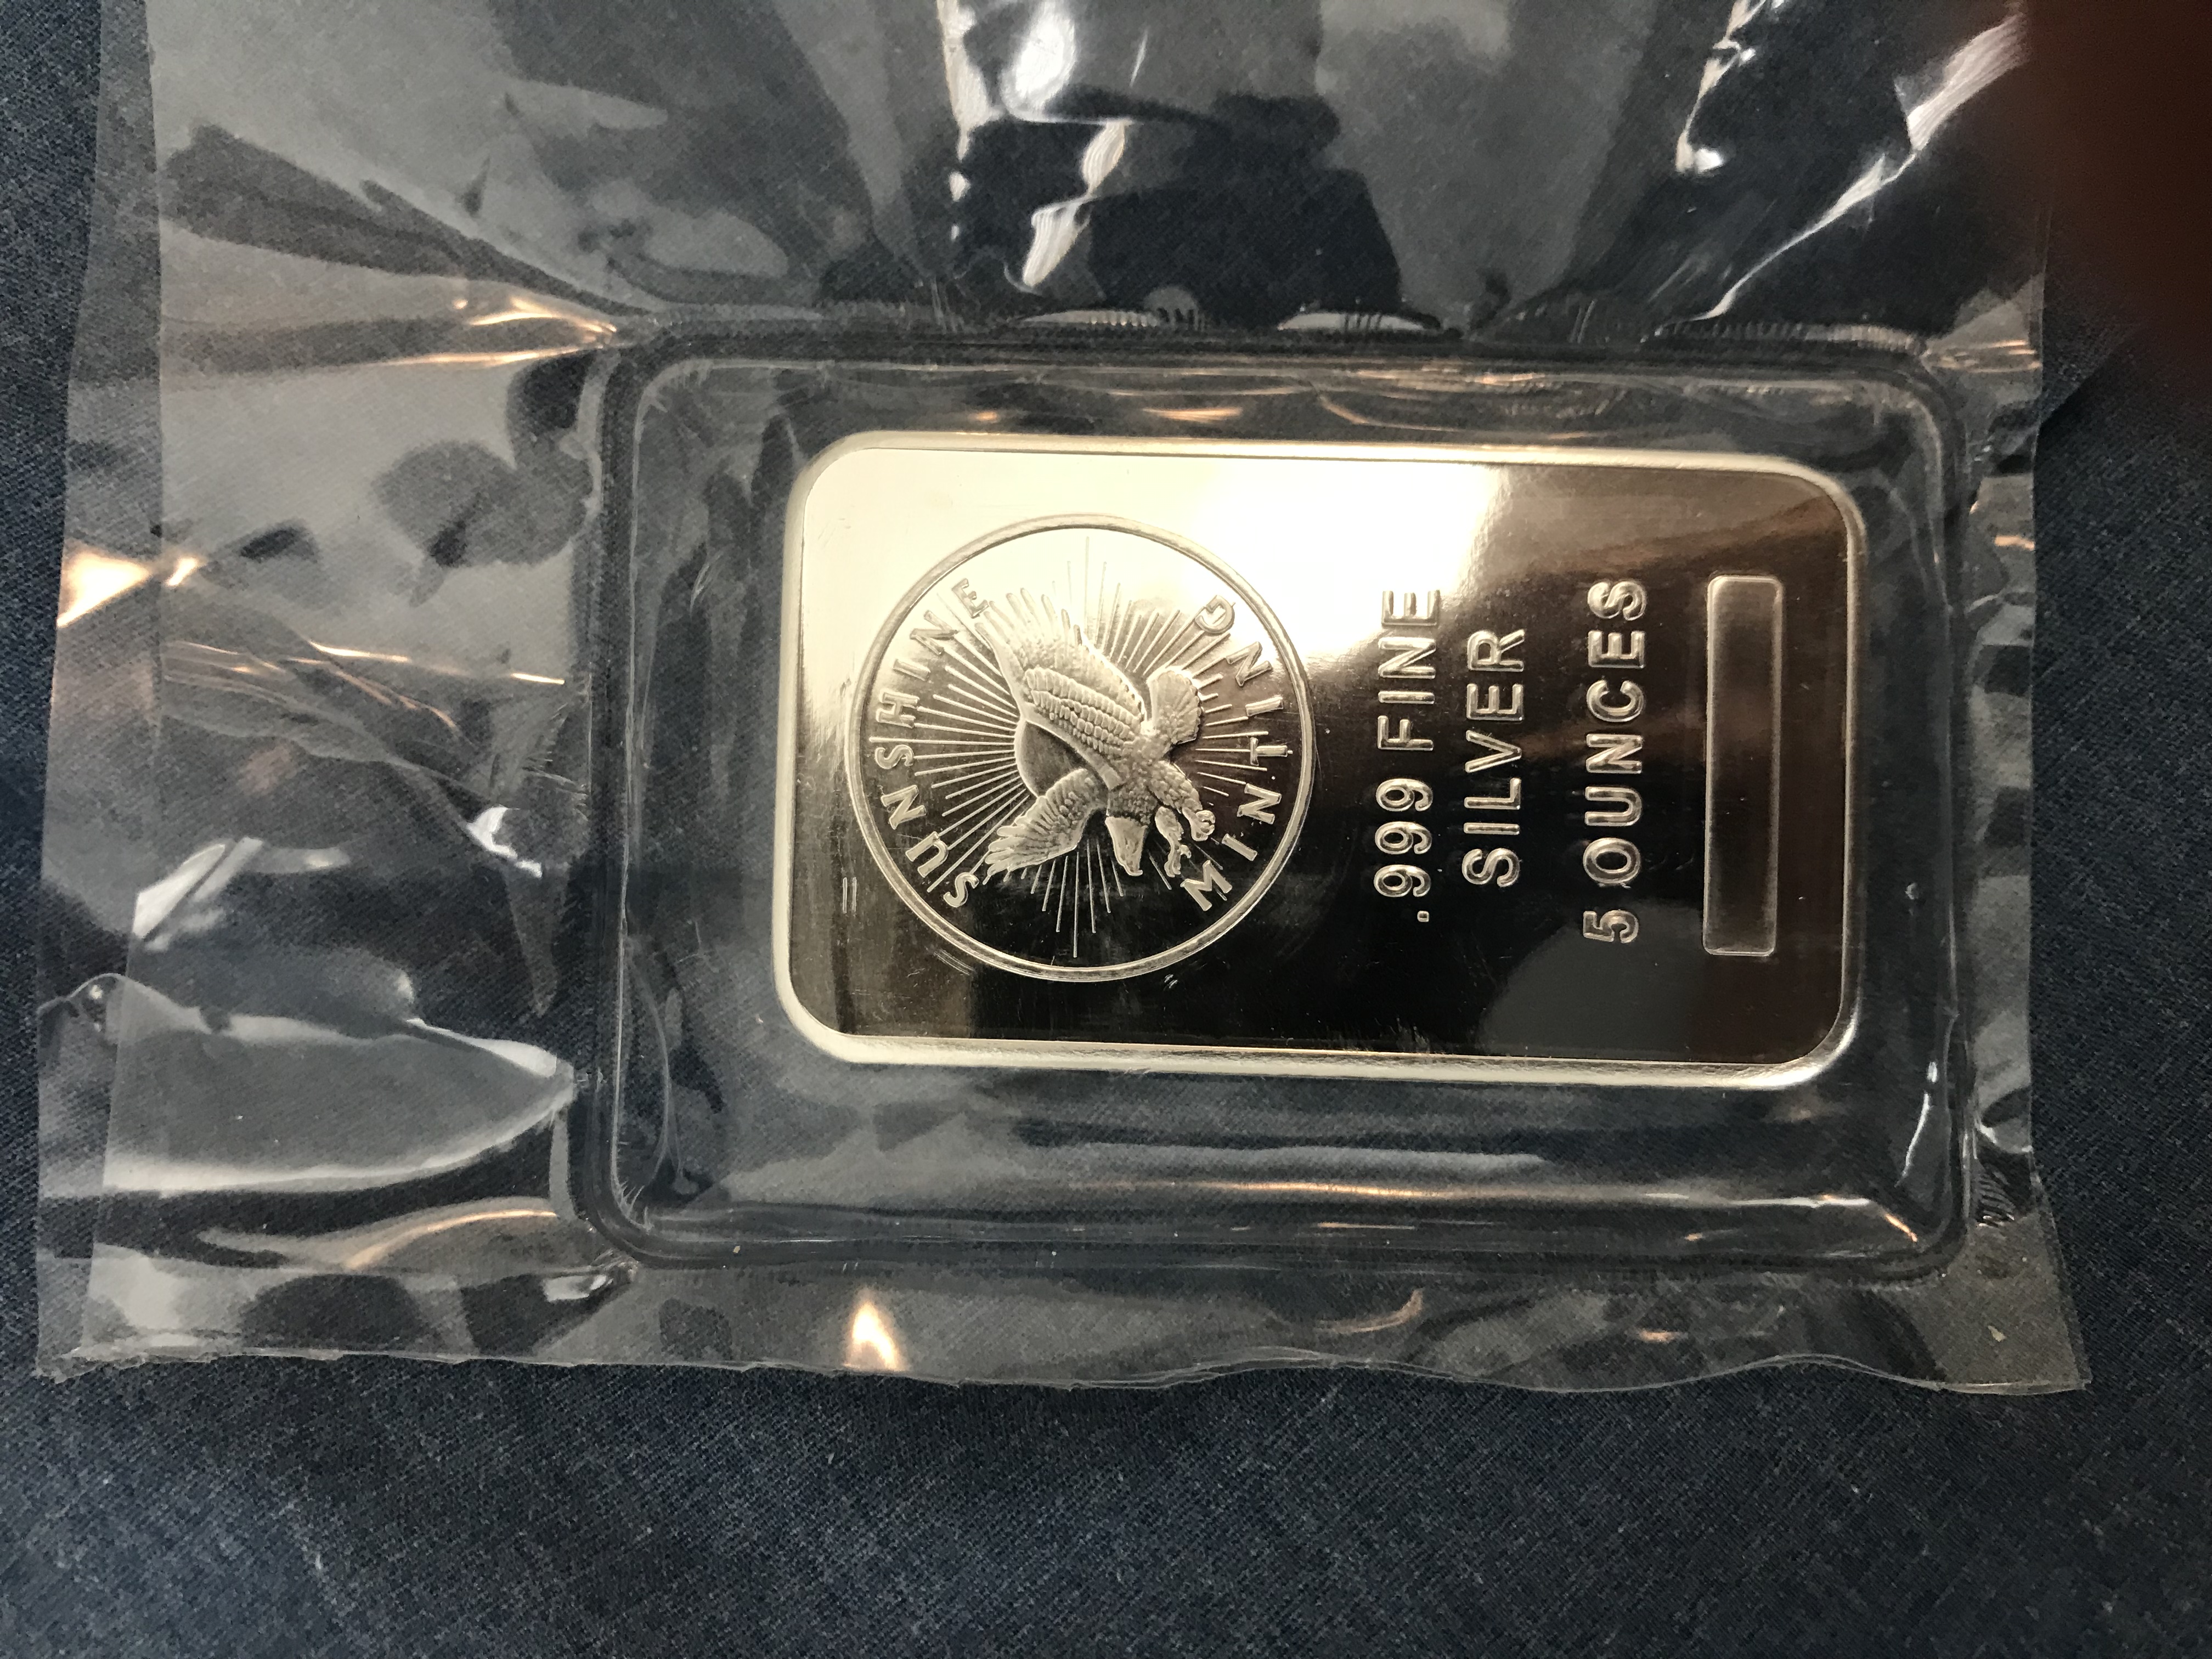 SUNSHINE
MINTING
.999 FINE
SILVER
5 OUNCES